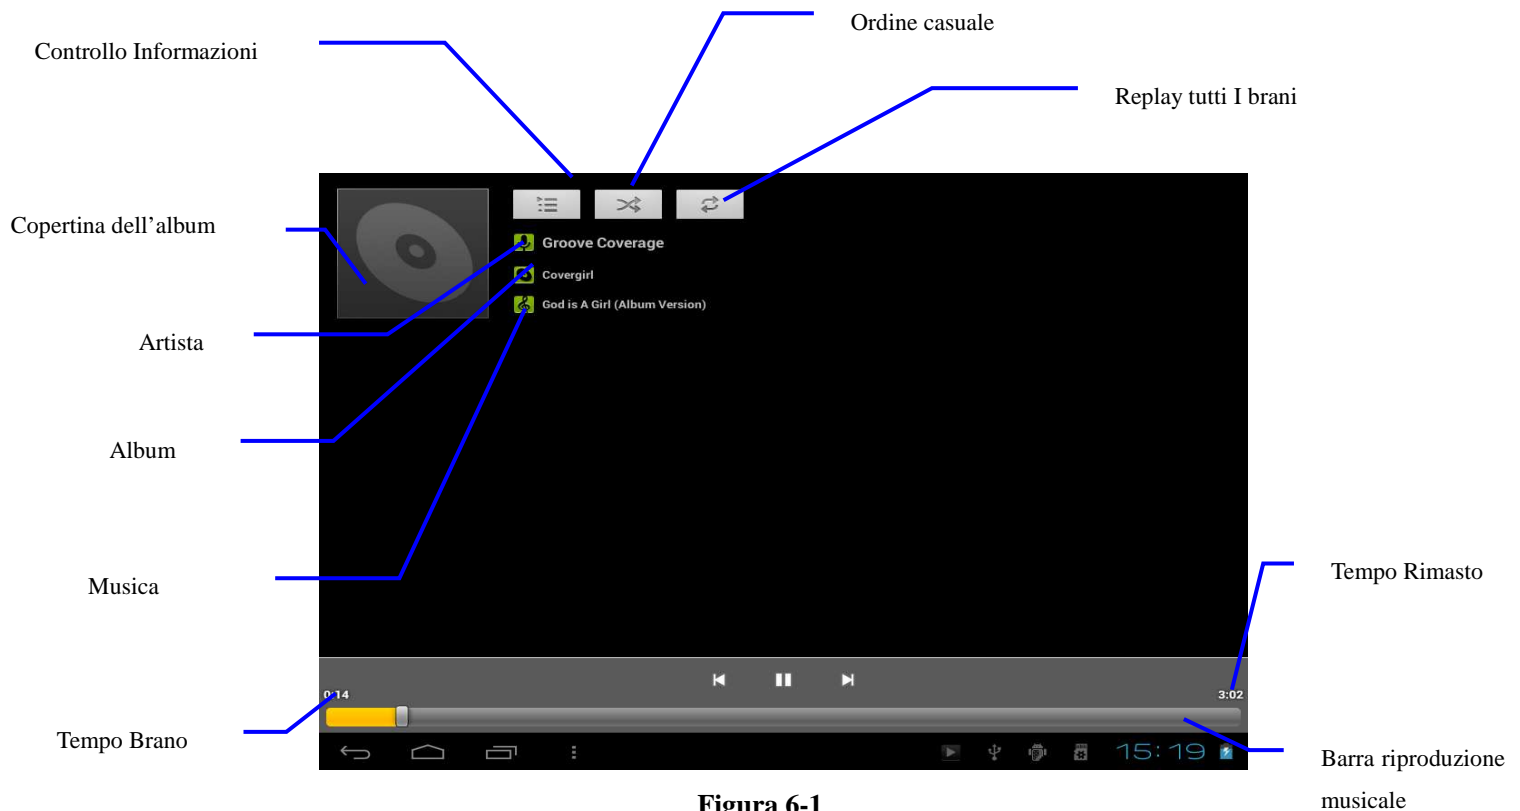 Ordine casuale
Controllo Informazioni
Replay tutti I brani
Copertina dell’album
Groove Coverage
Covergirl
God is A Girl (Album Version)
Artista
Album
Musica
Tempo Rimasto
0:14
3:02
Tempo Brano
15:19
Barra riproduzione
musicale
Figura 6-1